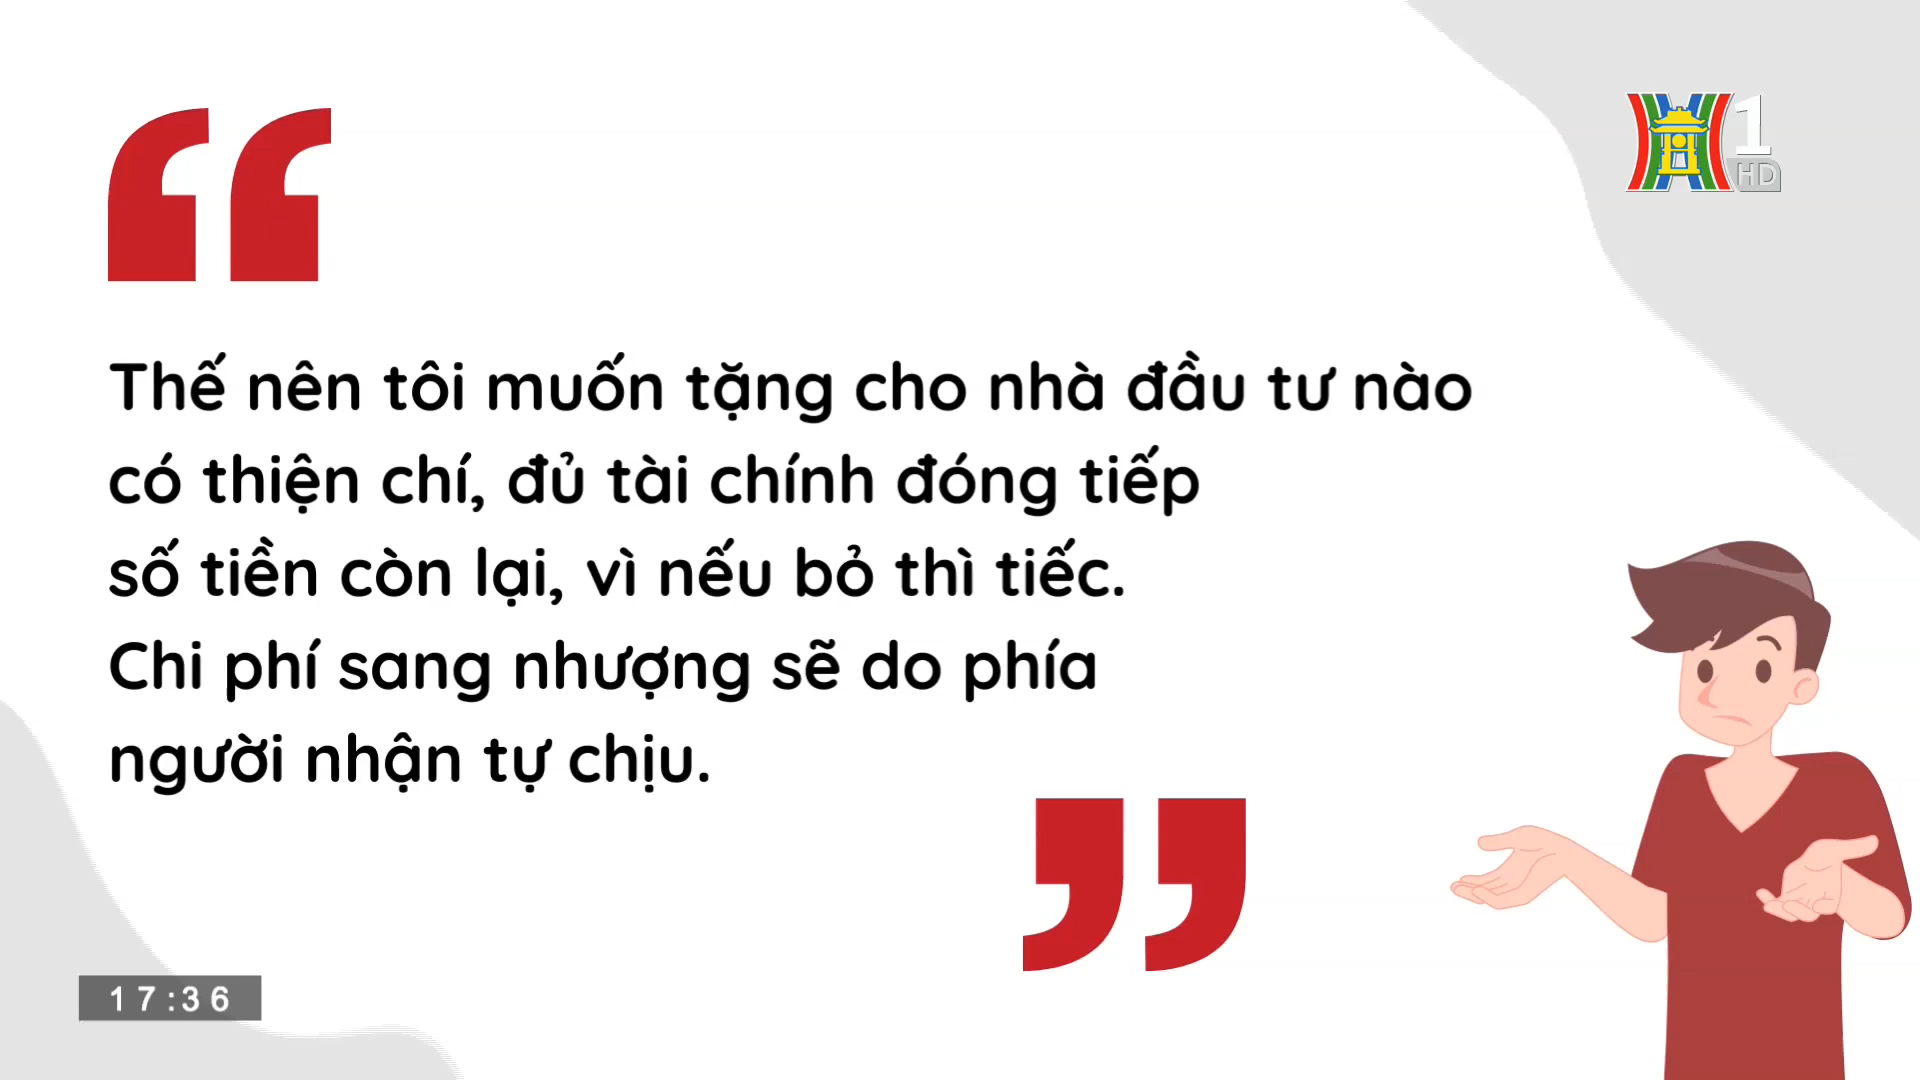 1
HD
Thế nên tôi muốn tặng cho nhà đầu tư nào
có thiện chí, đủ tài chính đóng tiếp
số tiền còn lại, vì nếu bỏ thì tiếc.
Chi phí sang nhượng sẽ do phía
người nhận tự chịu.
17:36